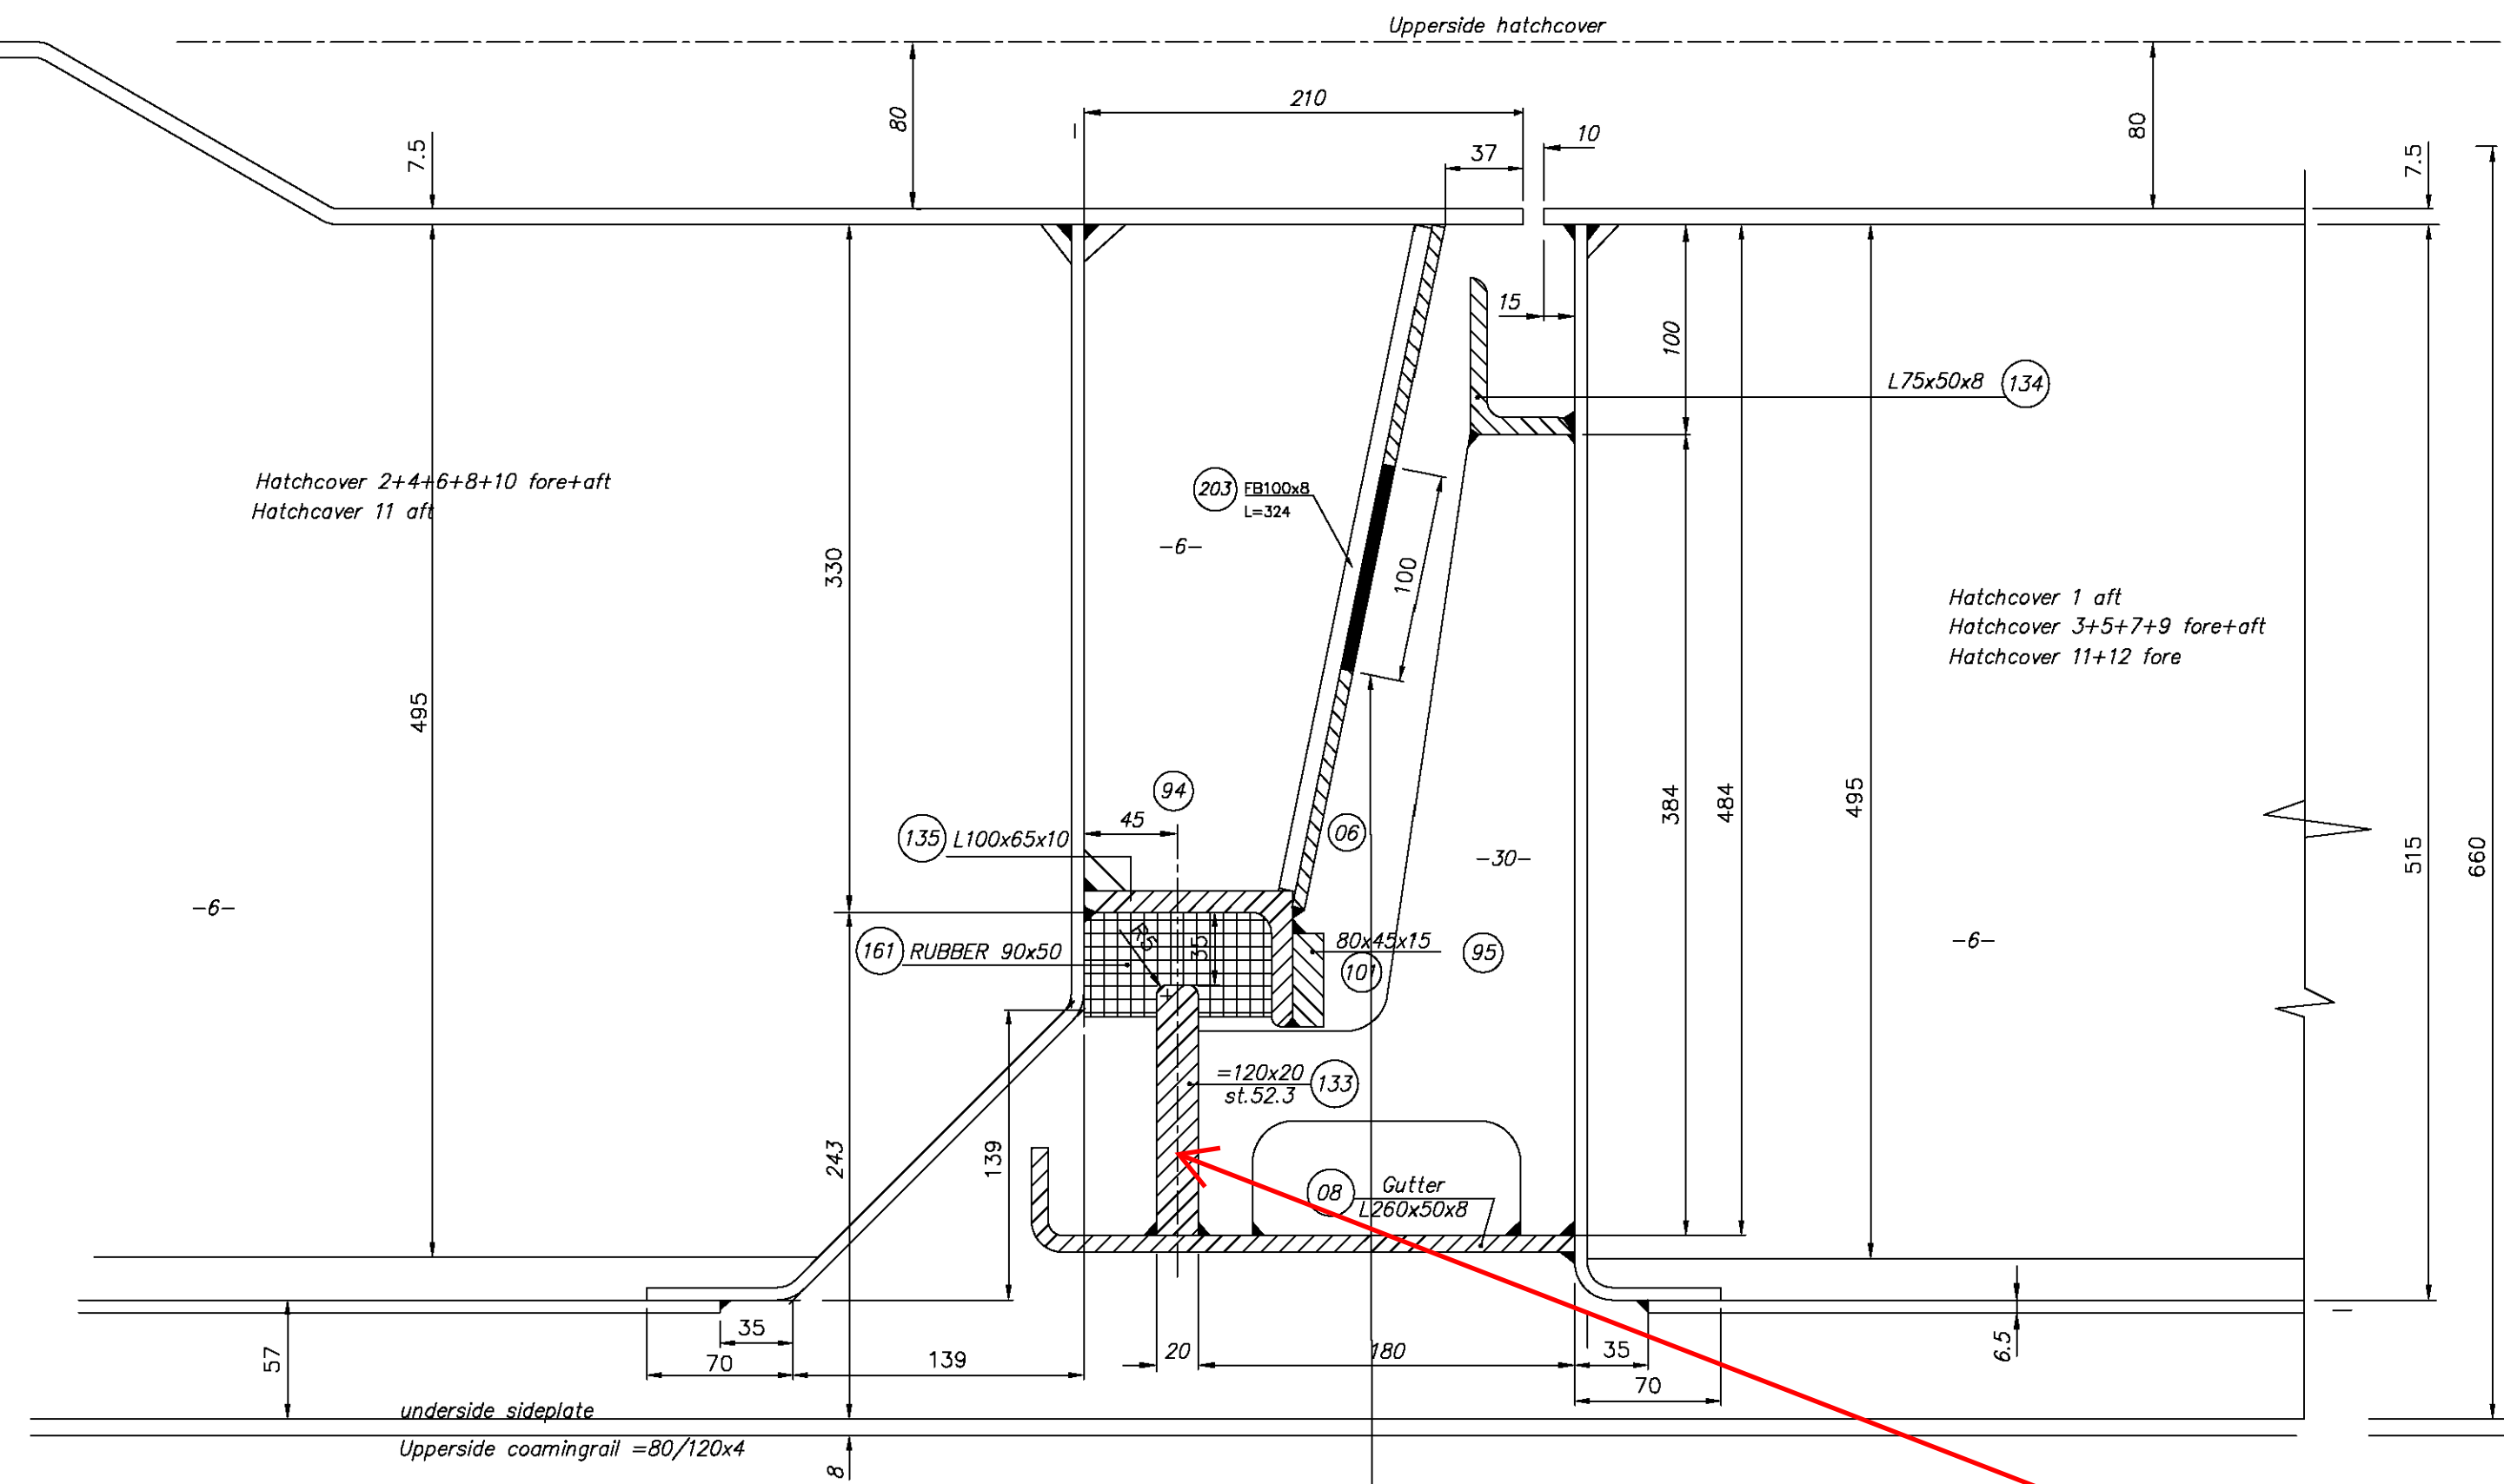 Upperside hatchcover
210
80
10
80
37
7.5
7.5
15
100
L75x50x8 134
Hatchcover 2+4+6+8+10 fore+aft
Hatchcaver 11 aft
203 FB100x8
L=324
-6-
330
100
Hatchcover 1 aft
Hatchcover 3+5+7+9 fore+aft
Hatchcover 11+12 fore
495
94
384
484
495
45
06
135 L100x65x10
515
660
-30-
-6-
161 RUBBER 90x50
R5
35
80x45x15 95
101
-6-
=120x20 133
st.52.3
243
139
08 Gutter
L260x50x8
57
35
70
139
20
180
35
70
6.5
underside sideplate
Upperside coamingrail =80/120x4
8